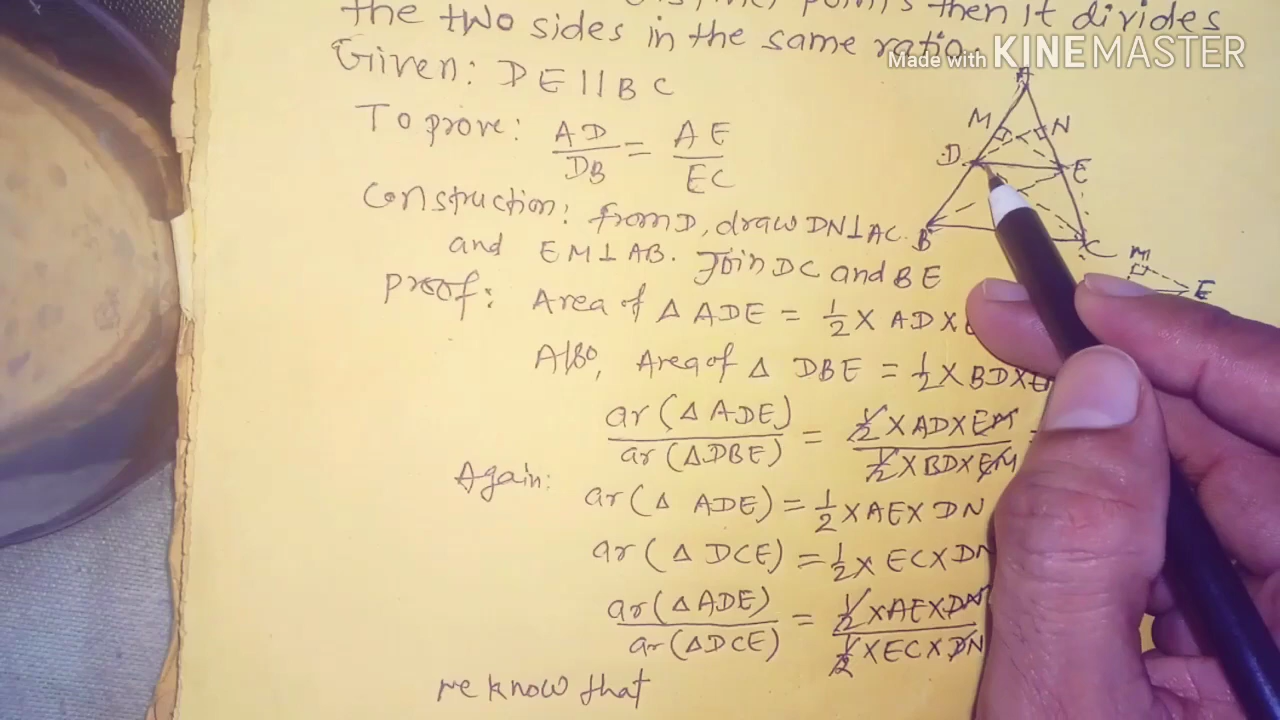 points then it divides
the two sides in the same ratio.
Made with KINEMASTER
Given: DE || BC
To prove: AD/DB = AE/EC
Construction: from D, draw DN⊥AC
and EM⊥AB. Join DC and BE
Proof: Area of △ ADE = 1/2 X AD X
Also, Area of △ DBE = 1/2 X BD X E
ar(△ ADE)/ar(△DBE) = 1/2 X AD X EM/1/2 X BD X EM =
Again: ar(△ ADE) = 1/2 X AE X DN
ar(△ DCE) = 1/2 X EC X DN
ar(△ADE)/ar(△DCE) = 1/2 X AE X DN/1/2 X EC X DN
we know that
A
M N
D E
B C
M
E